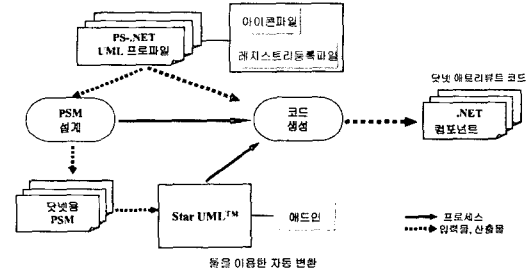 PS-.NET
UML 프로파일
아이콘파일
레지스트리등록파일
닷넷 애트리뷰트 코드
PSM
설계
코드
생성
.NET
컴포넌트
닷넷용
PSM
Star UML™
애드인
프로세스
입력물, 산출물
툴을 이용한 자동 변환